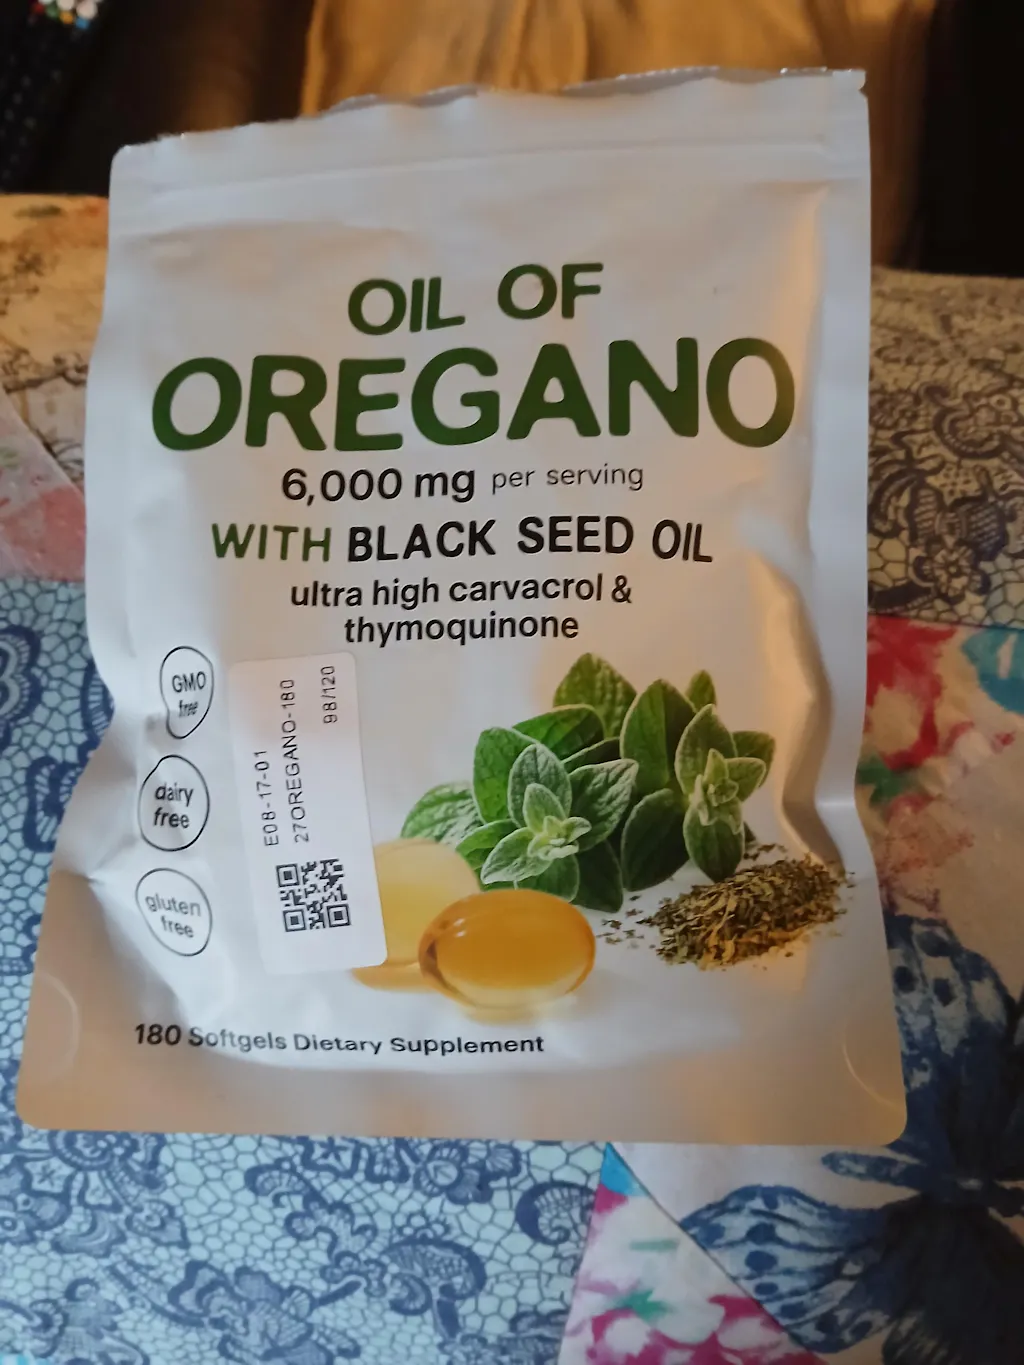 OIL OF
OREGANO
6,000 mg per serving
WITH BLACK SEED OIL
ultra high carvacrol &
thymoquinone
GMO
free
dairy
free
gluten
free
E08-17-01
27OREGANO-180
98/120
180 Softgels Dietary Supplement